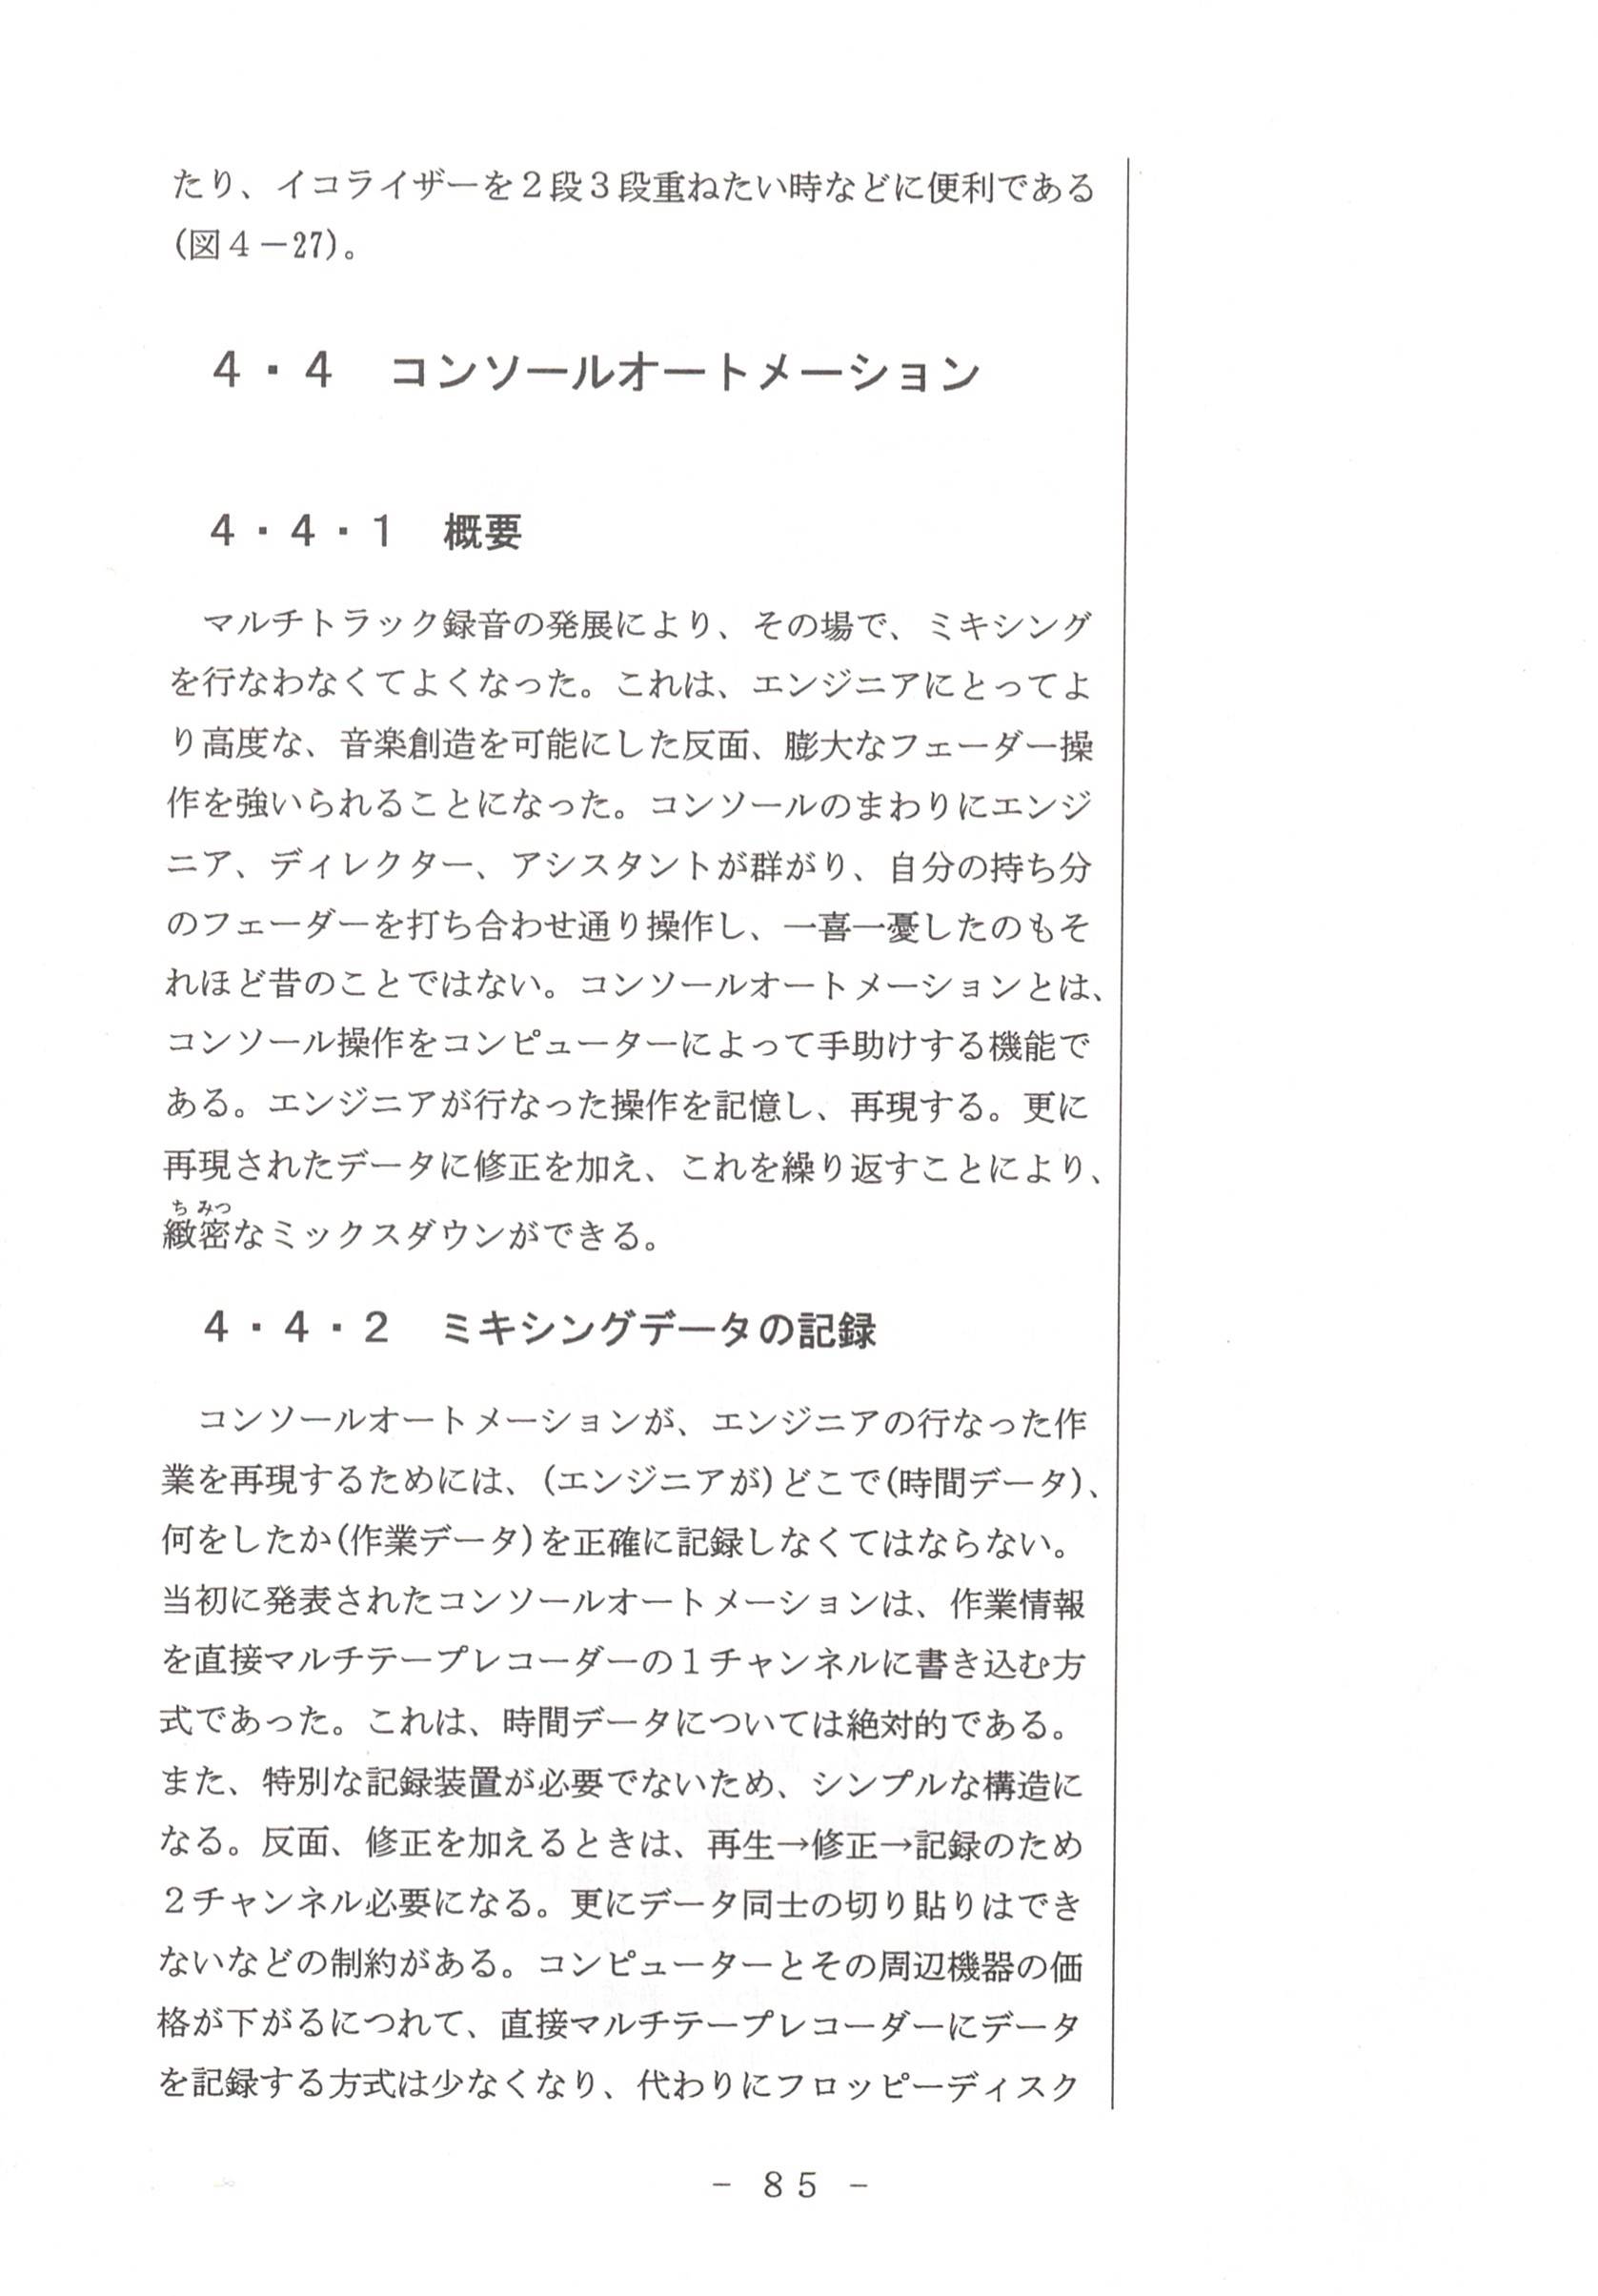 たり、イコライザーを２段３段重ねたい時などに便利である
(図４－27)。
４・４　コンソールオートメーション
４・４・１　概要
マルチトラック録音の発展により、その場で、ミキシング
を行なわなくてよくなった。これは、エンジニアにとってよ
り高度な、音楽創造を可能にした反面、膨大なフェーダー操
作を強いられることになった。コンソールのまわりにエンジ
ニア、ディレクター、アシスタントが群がり、自分の持ち分
のフェーダーを打ち合わせ通り操作し、一喜一憂したのもそ
れほど昔のことではない。コンソールオートメーションとは、
コンソール操作をコンピューターによって手助けする機能で
ある。エンジニアが行なった操作を記憶し、再現する。更に
再現されたデータに修正を加え、これを繰り返すことにより、
ち みつ
緻密なミックスダウンができる。
４・４・２　ミキシングデータの記録
コンソールオートメーションが、エンジニアの行なった作
業を再現するためには、(エンジニアが)どこで(時間データ)、
何をしたか(作業データ)を正確に記録しなくてはならない。
当初に発表されたコンソールオートメーションは、作業情報
を直接マルチテープレコーダーの１チャンネルに書き込む方
式であった。これは、時間データについては絶対的である。
また、特別な記録装置が必要でないため、シンプルな構造に
なる。反面、修正を加えるときは、再生→修正→記録のため
２チャンネル必要になる。更にデータ同士の切り貼りはでき
ないなどの制約がある。コンピューターとその周辺機器の価
格が下がるにつれて、直接マルチテープレコーダーにデータ
を記録する方式は少なくなり、代わりにフロッピーディスク
－ 85 －